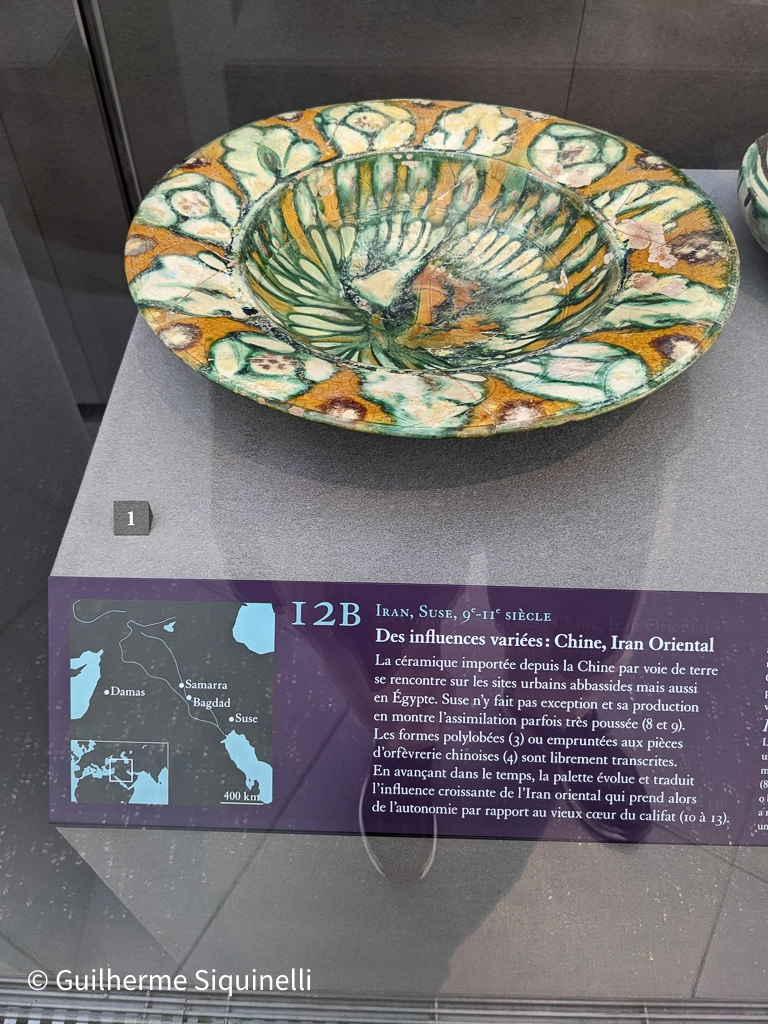 1
12B
Iran, Suse, 9e-11e siècle
Des influences variées : Chine, Iran Oriental
La céramique importée depuis la Chine par voie de terre
se rencontre sur les sites urbains abbassides mais aussi
en Égypte. Suse n'y fait pas exception et sa production
en montre l'assimilation parfois très poussée (8 et 9).
Les formes polylobées (3) ou empruntées aux pièces
d'orfèvrerie chinoises (4) sont librement transcrites.
En avançant dans le temps, la palette évolue et traduit
l'influence croissante de l'Iran oriental qui prend alors
de l'autonomie par rapport au vieux cœur du califat (10 à 13).
Damas
Samarra
Bagdad
Suse
400 km
© Guilherme Siquinelli